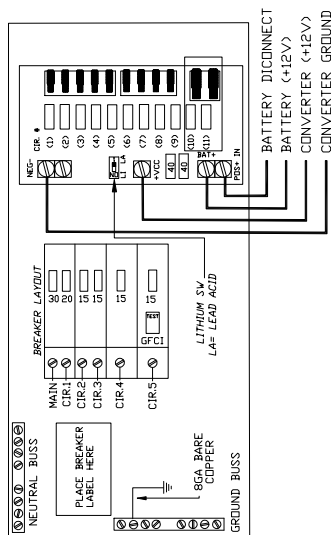 CIR. #
(1)
(2)
(3)
(4)
(5)
(6)
(7)
(8)
(9)
(10)
(11)
NEG-
LA
LI
+VCC
40
40
BAT+
POS+ IN
BATTERY DICONNECT
BATTERY (+12V)
CONVERTER (+12V)
CONVERTER GROUND
BREAKER LAYOUT
30
20
15
15
15
15
TEST
GFCI
MAIN
CIR.1
CIR.2
CIR.3
CIR.4
CIR.5
LITHIUM SW
LA= LEAD ACID
NEUTRAL BUSS
PLACE BREAKER
LABEL HERE
8GA BARE
COPPER
GROUND BUSS